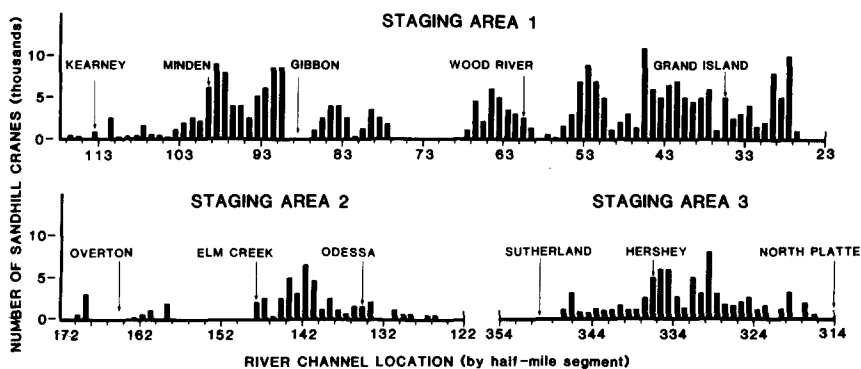 STAGING AREA 1
NUMBER OF SANDHILL CRANES (thousands)
10
5
0
KEARNEY
MINDEN
GIBBON
WOOD RIVER
GRAND ISLAND
113 103 93 83 73 63 53 43 33 23
STAGING AREA 2
STAGING AREA 3
10
5
0
OVERTON
ELM CREEK
ODESSA
SUTHERLAND
HERSHEY
NORTH PLATTE
172 162 152 142 132 122
354 344 334 324 314
RIVER CHANNEL LOCATION (by half-mile segment)